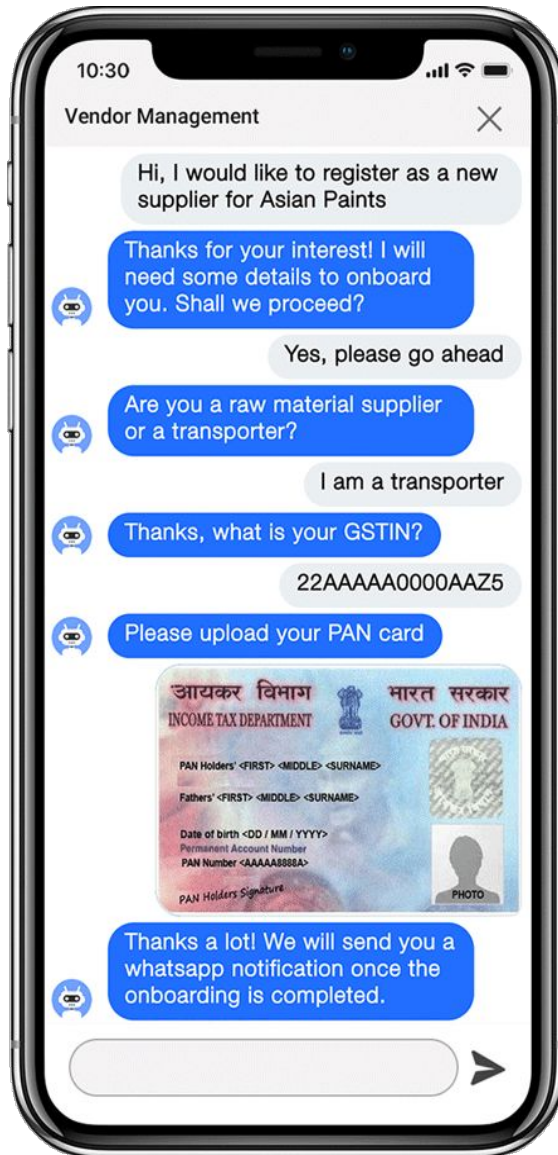 10:30
Vendor Management
Hi, I would like to register as a new
supplier for Asian Paints
Thanks for your interest! I will
need some details to onboard
you. Shall we proceed?
Yes, please go ahead
Are you a raw material supplier
or a transporter?
I am a transporter
Thanks, what is your GSTIN?
22AAAAA0000AAZ5
Please upload your PAN card
आयकर विभाग
INCOME TAX DEPARTMENT
भारत सरकार
GOVT. OF INDIA
PAN Holders' <FIRST> <MIDDLE> <SURNAME>
Fathers' <FIRST> <MIDDLE> <SURNAME>
Date of birth <DD / MM / YYYY>
Permanent Account Number
PAN Number <AAAAA8888A>
PAN Holders Signature
PHOTO
Thanks a lot! We will send you a
whatsapp notification once the
onboarding is completed.